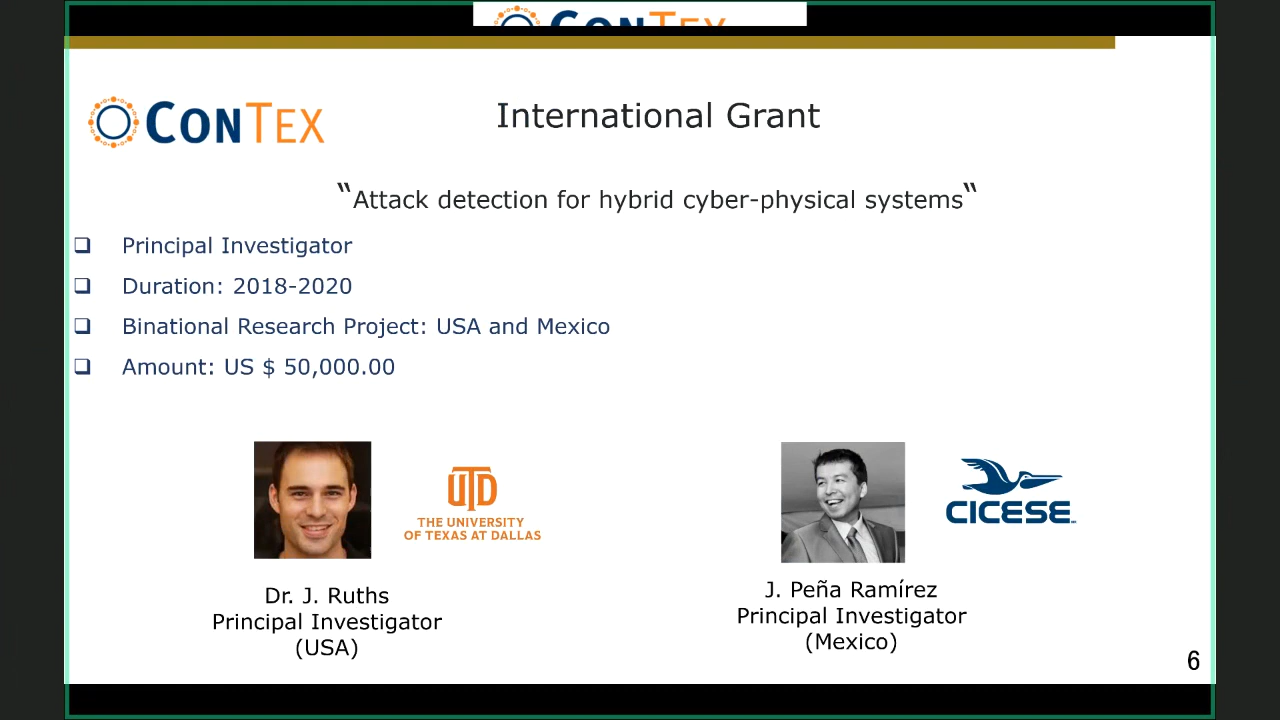 CONTEX
CONTEX
International Grant
“Attack detection for hybrid cyber-physical systems“
❑ Principal Investigator
❑ Duration: 2018-2020
❑ Binational Research Project: USA and Mexico
❑ Amount: US $ 50,000.00
UTD
THE UNIVERSITY
OF TEXAS AT DALLAS
CICESE
Dr. J. Ruths
Principal Investigator
(USA)
J. Peña Ramírez
Principal Investigator
(Mexico)
6